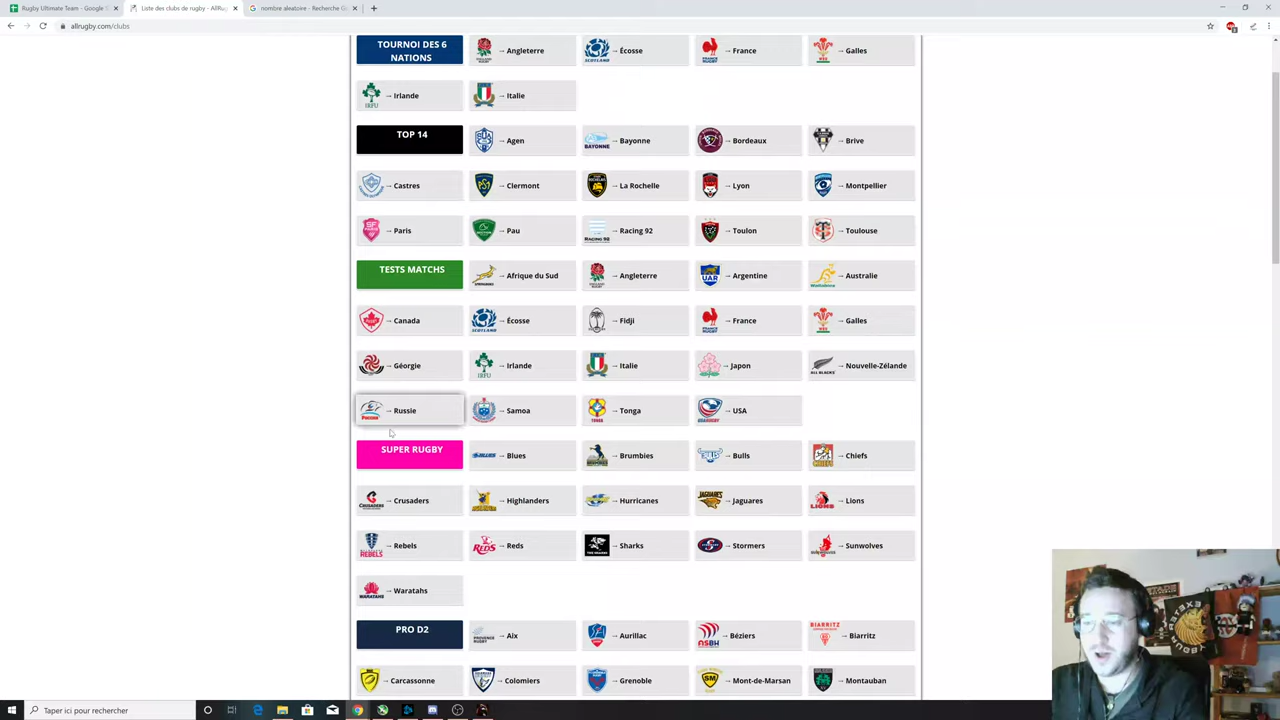 Rugby Ultimate Team - Google S
Liste des clubs de rugby - AllRugby
nombre aleatoire - Recherche G
allrugby.com/clubs
TOURNOI DES 6 NATIONS
→ Angleterre
→ Écosse
→ France
→ Galles
→ Irlande
→ Italie
TOP 14
→ Agen
→ Bayonne
→ Bordeaux
→ Brive
→ Castres
→ Clermont
→ La Rochelle
→ Lyon
→ Montpellier
→ Paris
→ Pau
→ Racing 92
→ Toulon
→ Toulouse
TESTS MATCHS
→ Afrique du Sud
→ Angleterre
→ Argentine
→ Australie
→ Canada
→ Écosse
→ Fidji
→ France
→ Galles
→ Géorgie
→ Irlande
→ Italie
→ Japon
→ Nouvelle-Zélande
→ Russie
→ Samoa
→ Tonga
→ USA
SUPER RUGBY
→ Blues
→ Brumbies
→ Bulls
→ Chiefs
→ Crusaders
→ Highlanders
→ Hurricanes
→ Jaguares
→ Lions
→ Rebels
→ Reds
→ Sharks
→ Stormers
→ Sunwolves
→ Waratahs
PRO D2
→ Aix
→ Aurillac
→ Béziers
→ Biarritz
→ Carcassonne
→ Colomiers
→ Grenoble
→ Mont-de-Marsan
→ Montauban
Taper ici pour rechercher